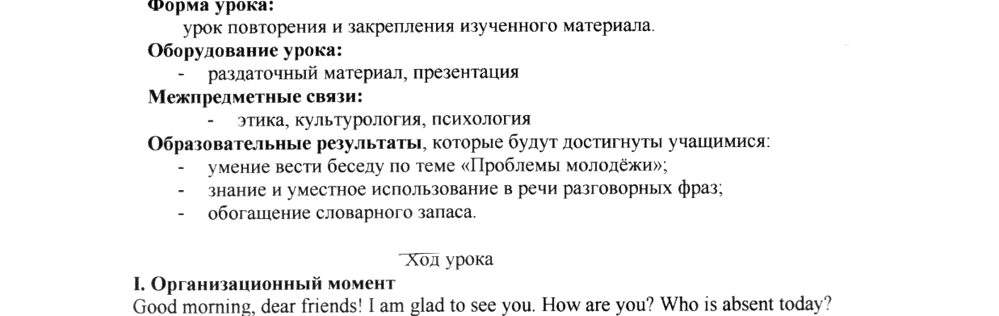 Форма урока:
урок повторения и закрепления изученного материала.
Оборудование урока:
- раздаточный материал, презентация
Межпредметные связи:
- этика, культурология, психология
Образовательные результаты, которые будут достигнуты учащимися:
- умение вести беседу по теме «Проблемы молодёжи»;
- знание и уместное использование в речи разговорных фраз;
- обогащение словарного запаса.
Ход урока
I. Организационный момент
Good morning, dear friends! I am glad to see you. How are you? Who is absent today?